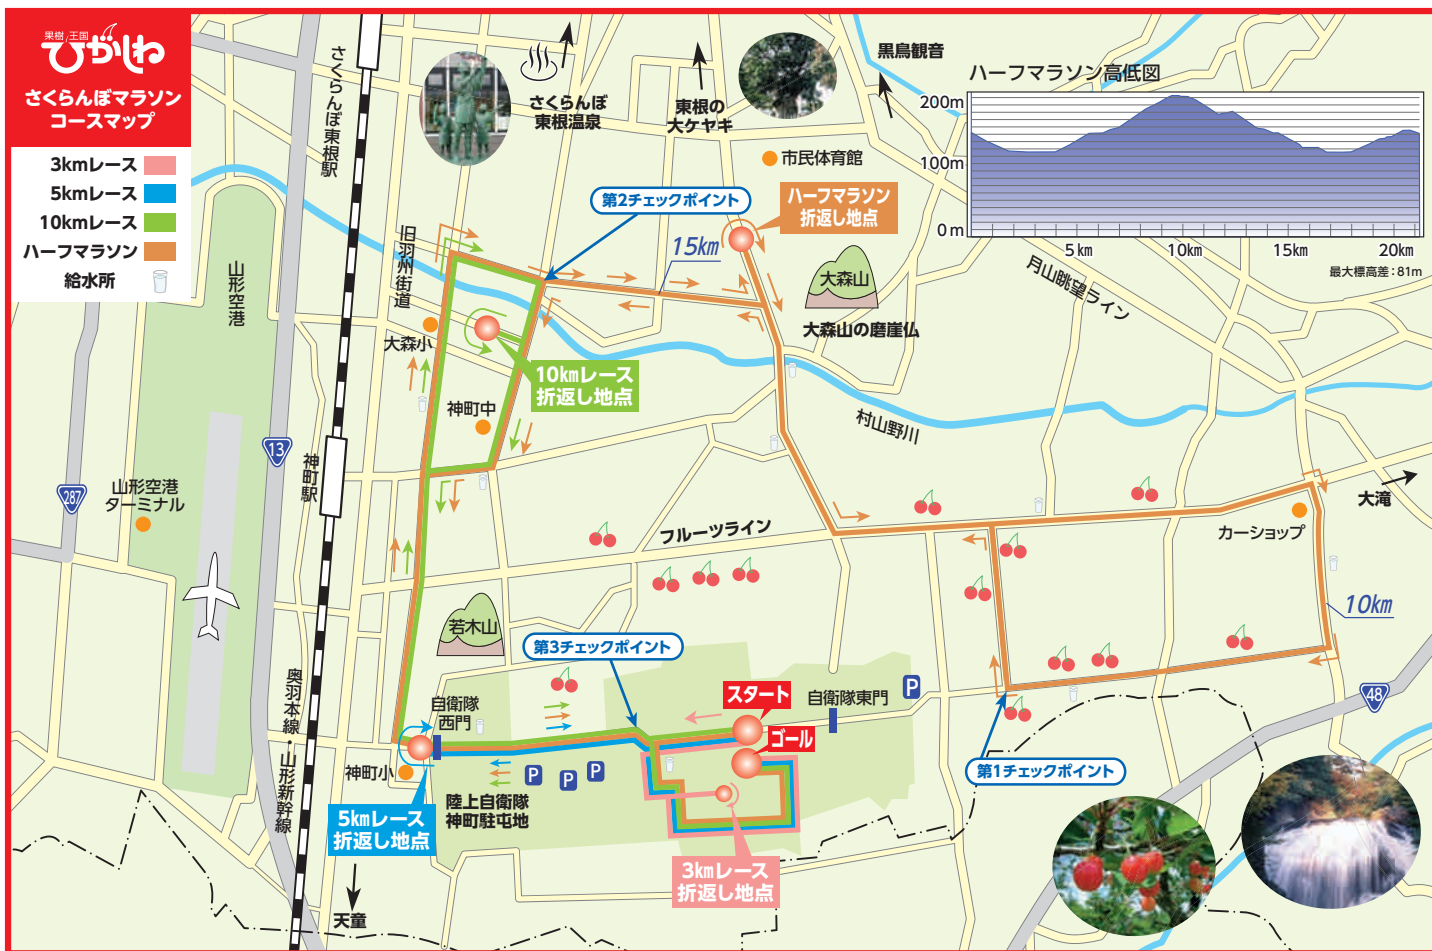 果樹王国
ひがしね
さくらんぼマラソン
コースマップ
3kmレース
5kmレース
10kmレース
ハーフマラソン
給水所
さくらんぼ東根駅
さくらんぼ
東根温泉
東根の
大ケヤキ
黒鳥観音
ハーフマラソン高低図
200m
100m
0m
5km
10km
15km
20km
最大標高差:81m
市民体育館
第2チェックポイント
ハーフマラソン
折返し地点
15km
旧羽州街道
山形空港
大森山
大森山の磨崖仏
月山眺望ライン
大森小
10kmレース
折返し地点
神町中
村山野川
13
神町駅
287
山形空港
ターミナル
フルーツライン
大滝
カーショップ
10km
若木山
第3チェックポイント
スタート
自衛隊東門
P
48
自衛隊
西門
ゴール
神町小
P
P
P
第1チェックポイント
陸上自衛隊
神町駐屯地
5kmレース
折返し地点
3kmレース
折返し地点
奥羽本線・山形新幹線
天童